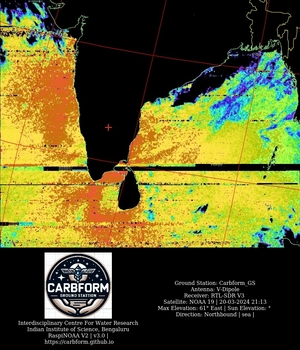 CARBFORM
GROUND STATION
Interdisciplinary Centre For Water Research
Indian Institute of Science, Bengaluru
RaspiNOAA V2 | v3.0 |
https://carbform.github.io
Ground Station: Carbform_GS
Antenna: V-Dipole
Receiver: RTL-SDR V3
Satellite: NOAA 19 | 20-03-2024 21:13
Max Elevation: 61° East | Sun Elevation: °
Direction: Northbound | sea |